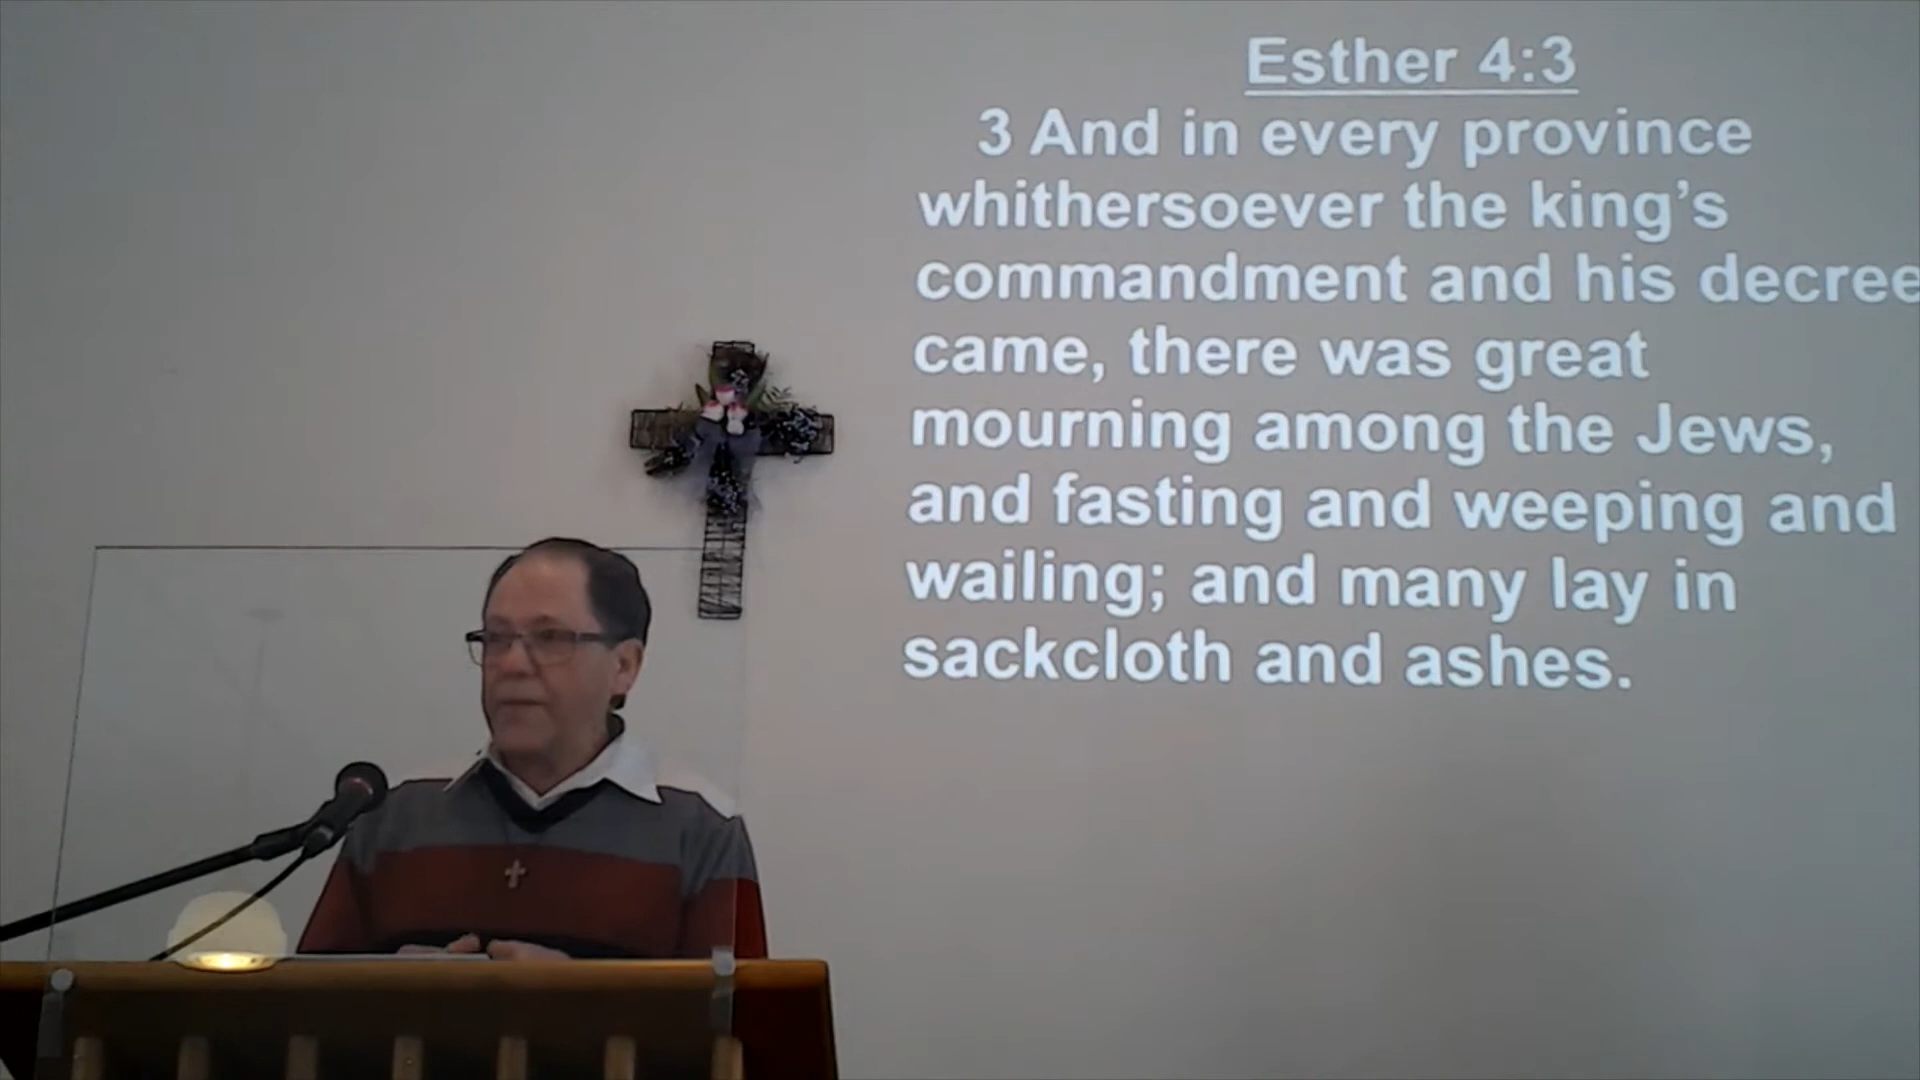 Esther 4:3
3 And in every province
whithersoever the king’s
commandment and his decree
came, there was great
mourning among the Jews,
and fasting and weeping and
wailing; and many lay in
sackcloth and ashes.